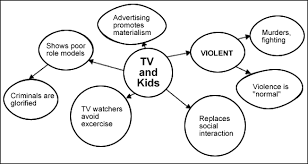 Advertising
promotes
materialism
Murders,
fighting
Shows poor
role models
VIOLENT
TV
and
Kids
Criminals are
glorified
Violence is
"normal"
TV watchers
avoid
excercise
Replaces
social
interaction